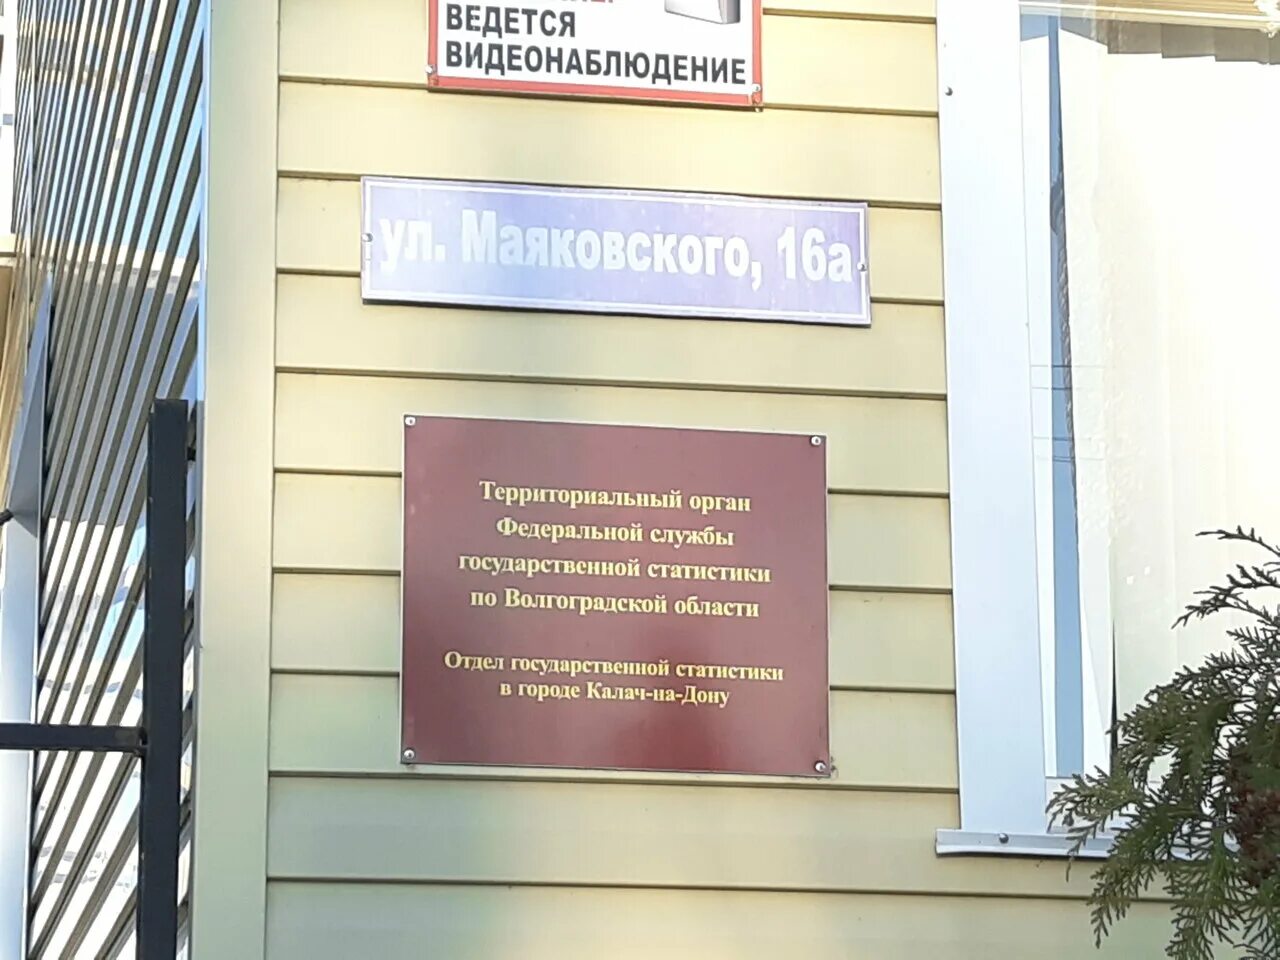 ВЕДЕТСЯ
ВИДЕОНАБЛЮДЕНИЕ
ул. Маяковского, 16а
Территориальный орган
Федеральной службы
государственной статистики
по Волгоградской области
Отдел государственной статистики
в городе Калач-на-Дону